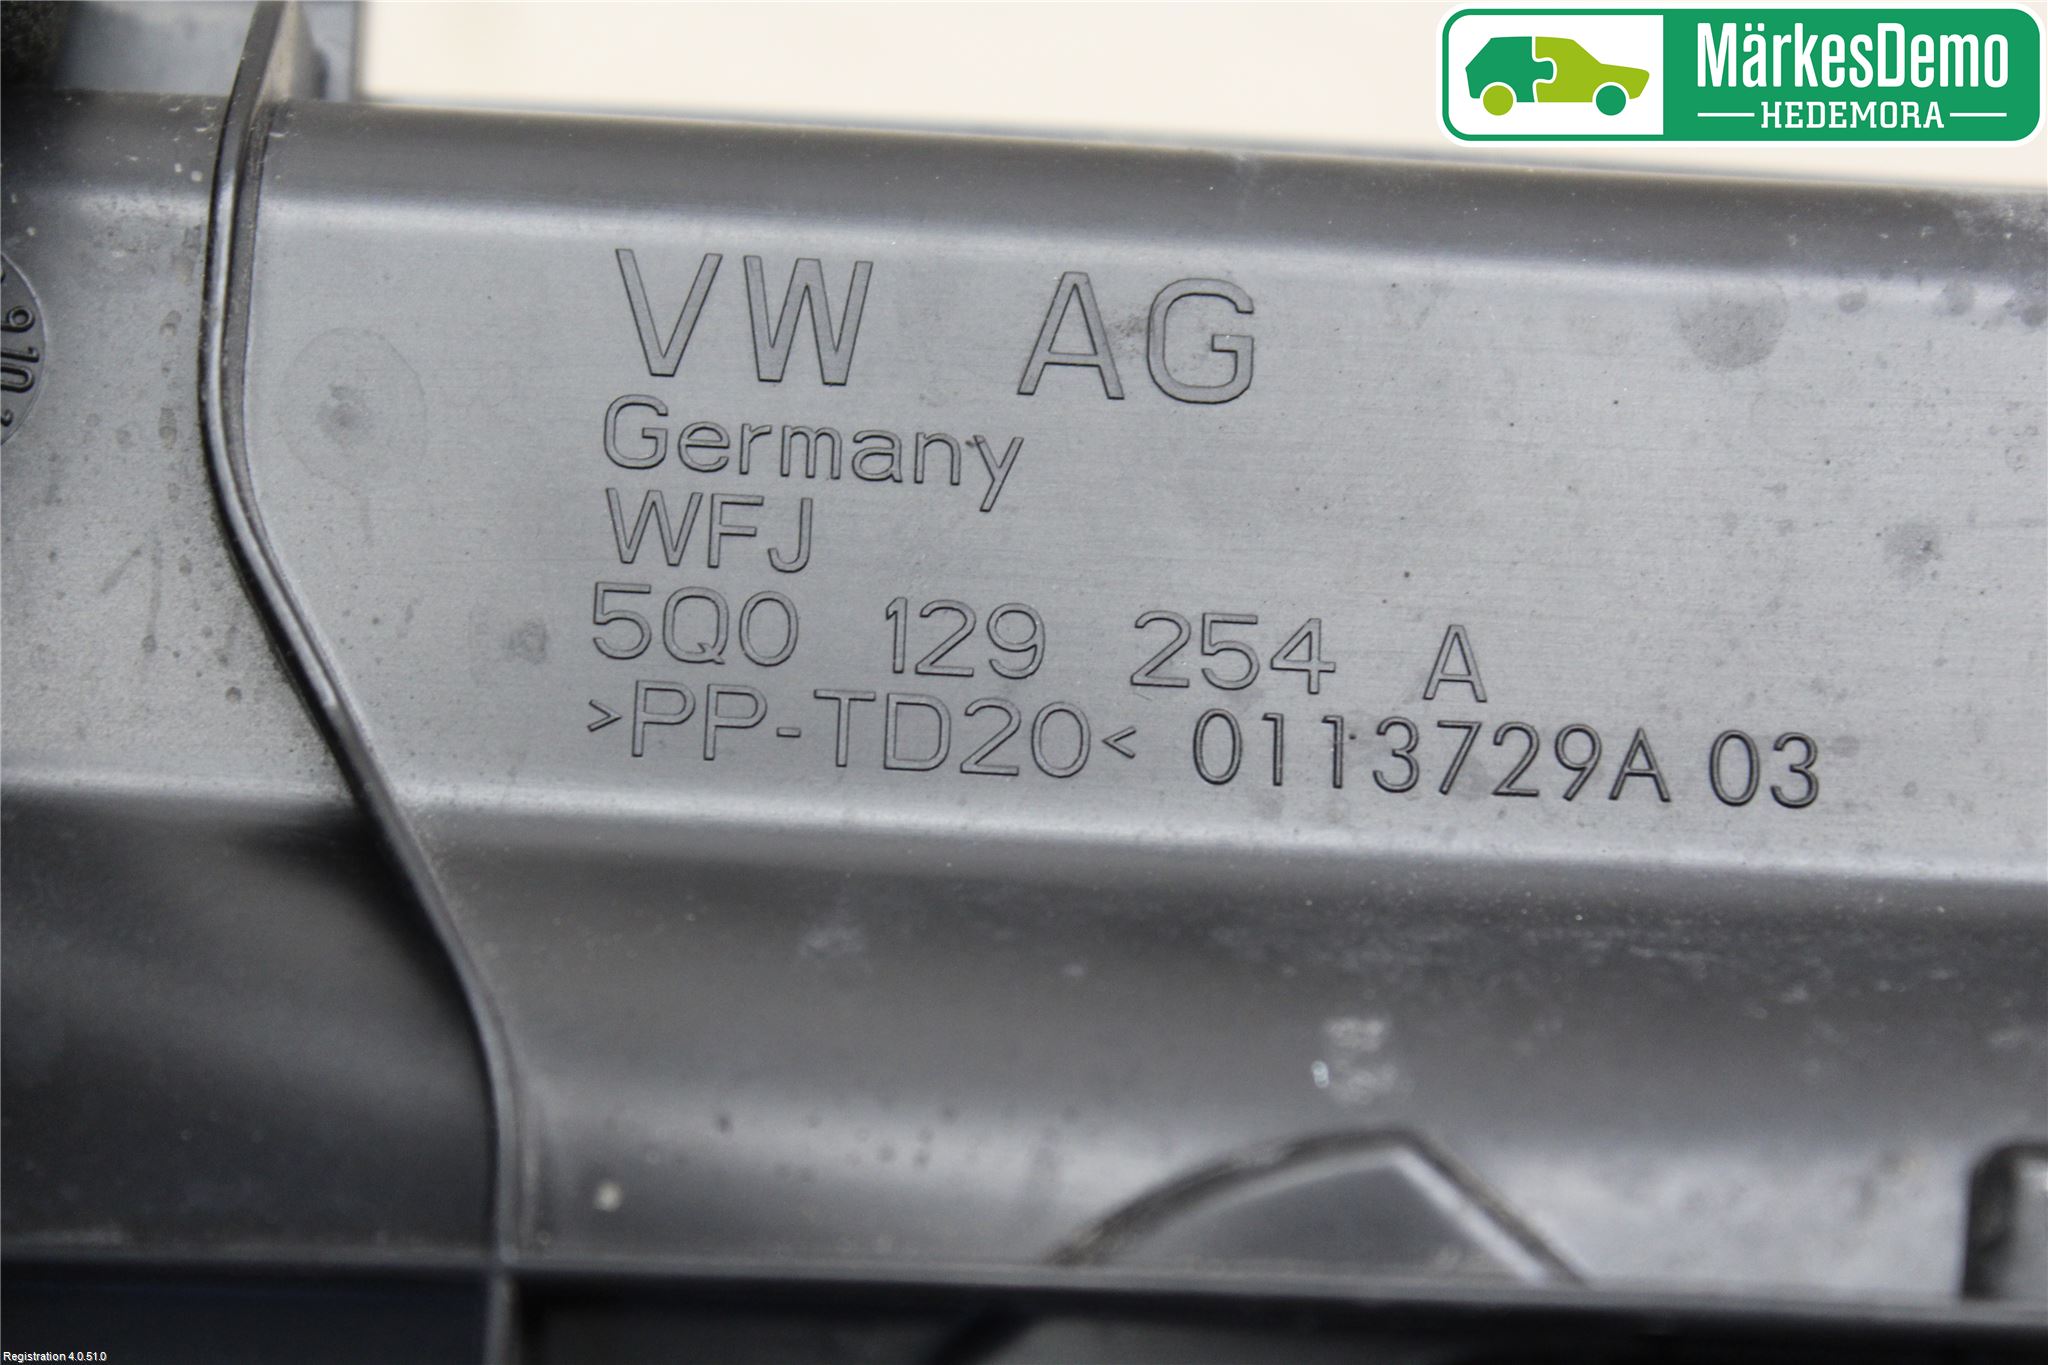 MärkesDemo
HEDEMORA
VW AG
Germany
WFJ
5Q0 129 254 A
>PP-TD20< 0113729A 03
Registration 4.0.51.0